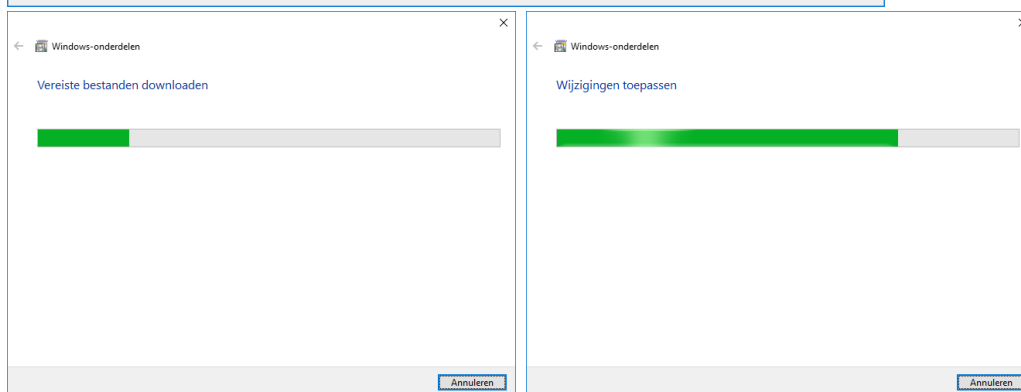 Windows-onderdelen
Vereiste bestanden downloaden
Annuleren
Windows-onderdelen
Wijzigingen toepassen
Annuleren